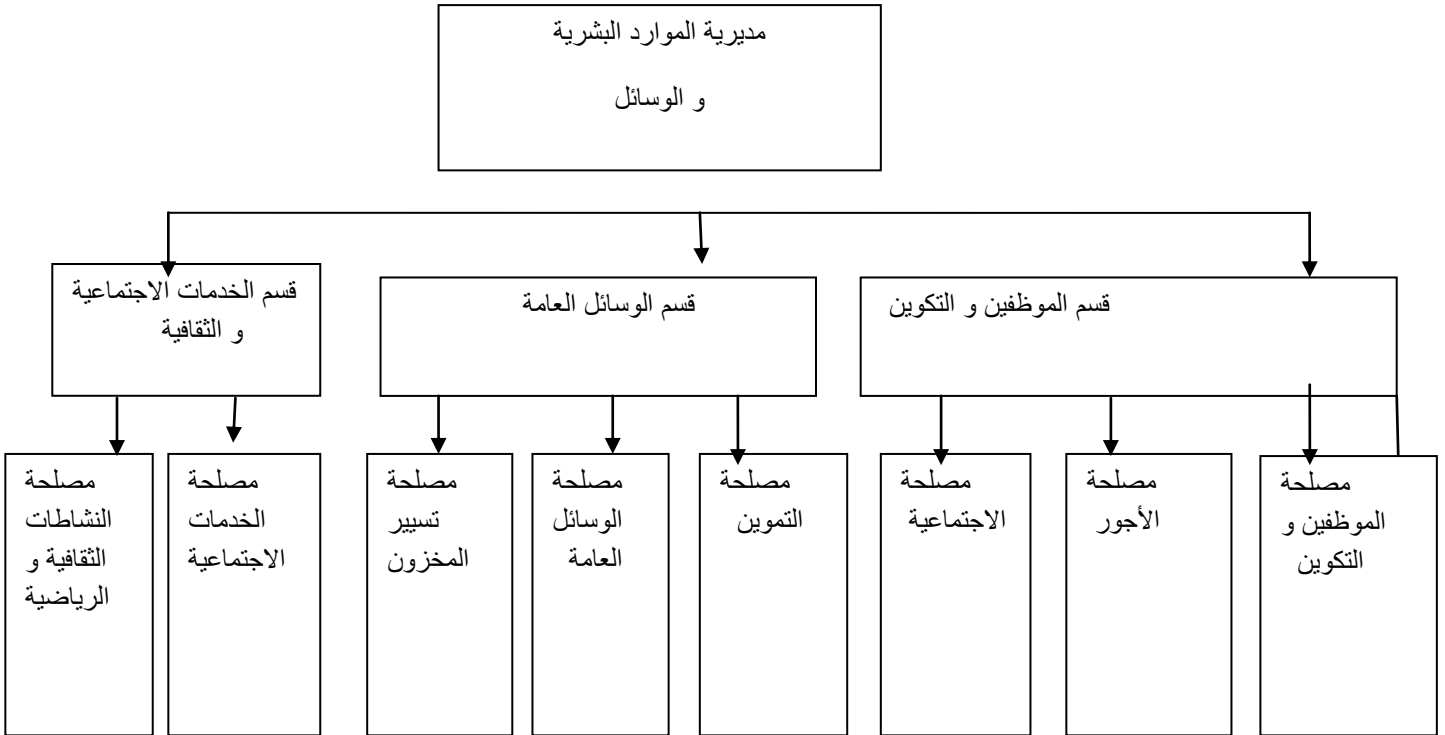 مديرية الموارد البشرية
و الوسائل
قسم الموظفين و التكوين
قسم الوسائل العامة
قسم الخدمات الاجتماعية
و الثقافية
مصلحة
الموظفين و
التكوين
مصلحة
الأجور
مصلحة
الاجتماعية
مصلحة
التموين
مصلحة
الوسائل
العامة
مصلحة
تسيير
المخزون
مصلحة
الخدمات
الاجتماعية
مصلحة
النشاطات
الثقافية و
الرياضية